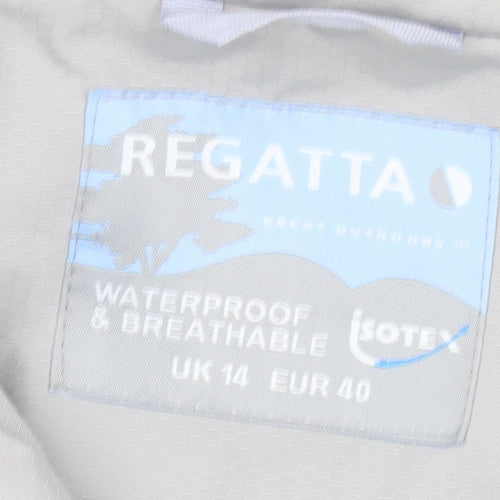 REGATTA
GREAT OUTDOORS
WATERPROOF
& BREATHABLE
isotex
UK 14 EUR 40